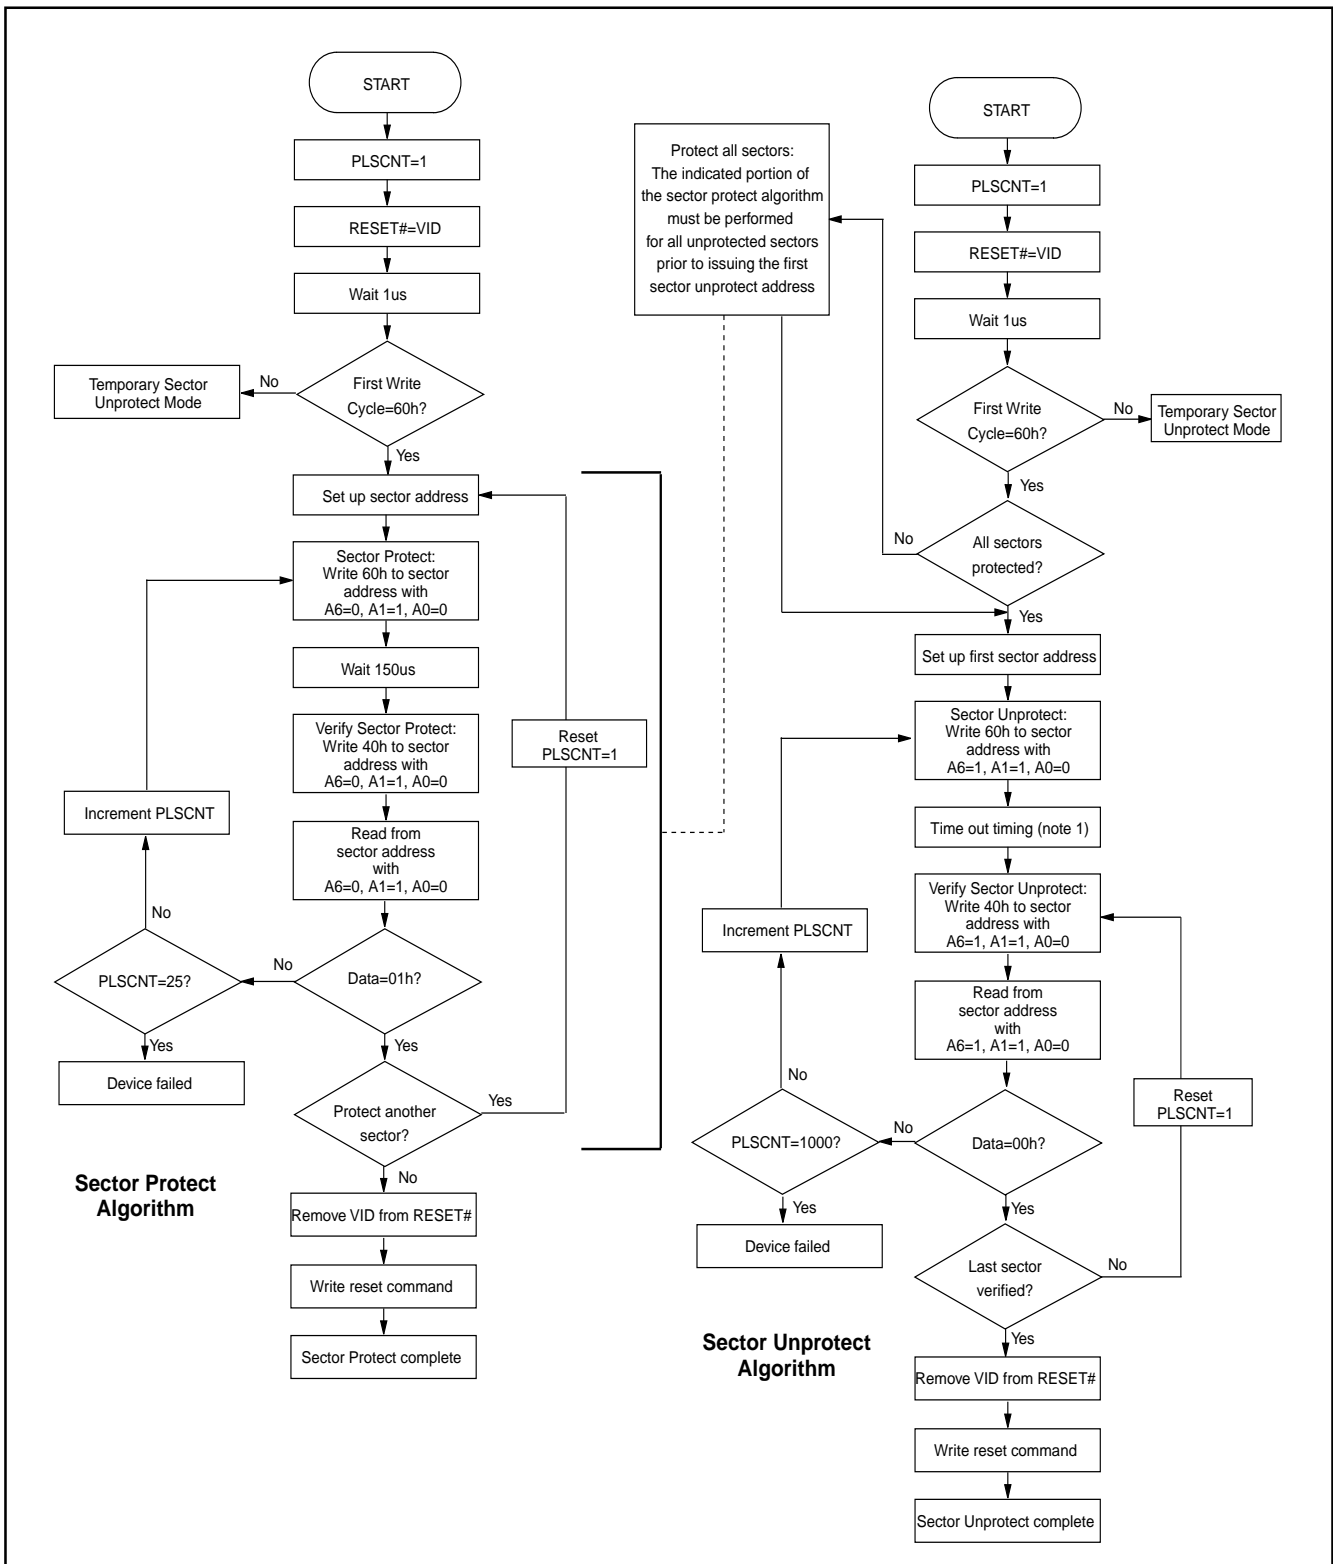 START
PLSCNT=1
RESET#=VID
Wait 1us
First Write
Cycle=60h?
No
Temporary Sector
Unprotect Mode
Yes
Set up sector address
Sector Protect:
Write 60h to sector
address with
A6=0, A1=1, A0=0
Wait 150us
Verify Sector Protect:
Write 40h to sector
address with
A6=0, A1=1, A0=0
Reset
PLSCNT=1
Increment PLSCNT
Read from
sector address
with
A6=0, A1=1, A0=0
No
PLSCNT=25?
No
Data=01h?
Yes
Device failed
Yes
Protect another
sector?
Yes
No
Sector Protect
Algorithm
Remove VID from RESET#
Write reset command
Sector Protect complete
Protect all sectors:
The indicated portion of
the sector protect algorithm
must be performed
for all unprotected sectors
prior to issuing the first
sector unprotect address
START
PLSCNT=1
RESET#=VID
Wait 1us
First Write
Cycle=60h?
No
Temporary Sector
Unprotect Mode
Yes
No
All sectors
protected?
Yes
Set up first sector address
Sector Unprotect:
Write 60h to sector
address with
A6=1, A1=1, A0=0
Time out timing (note 1)
Verify Sector Unprotect:
Write 40h to sector
address with
A6=1, A1=1, A0=0
Increment PLSCNT
Read from
sector address
with
A6=1, A1=1, A0=0
No
Reset
PLSCNT=1
PLSCNT=1000?
No
Data=00h?
Yes
Device failed
Yes
Last sector
verified?
No
Yes
Sector Unprotect
Algorithm
Remove VID from RESET#
Write reset command
Sector Unprotect complete